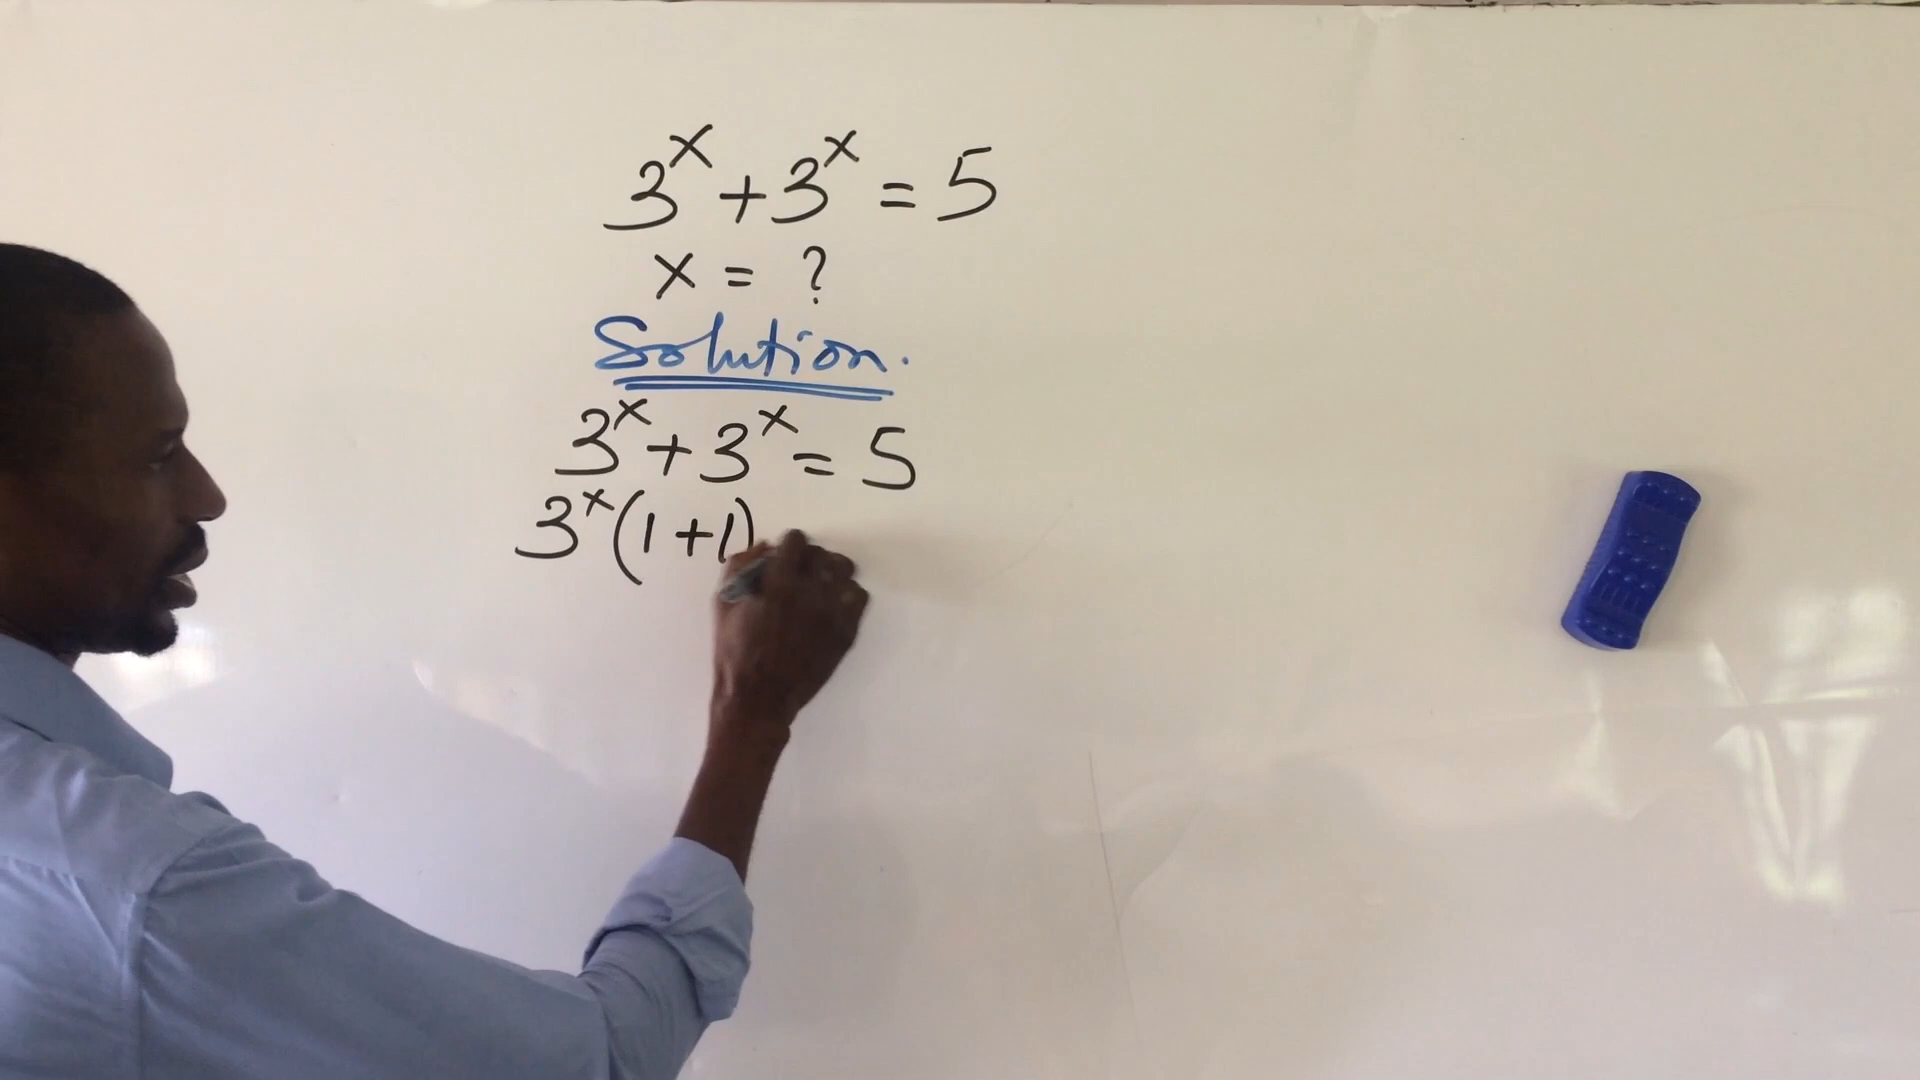 3^x + 3^x = 5
x = ?
Solution.
3^x + 3^x = 5
3^x (1 + 1)